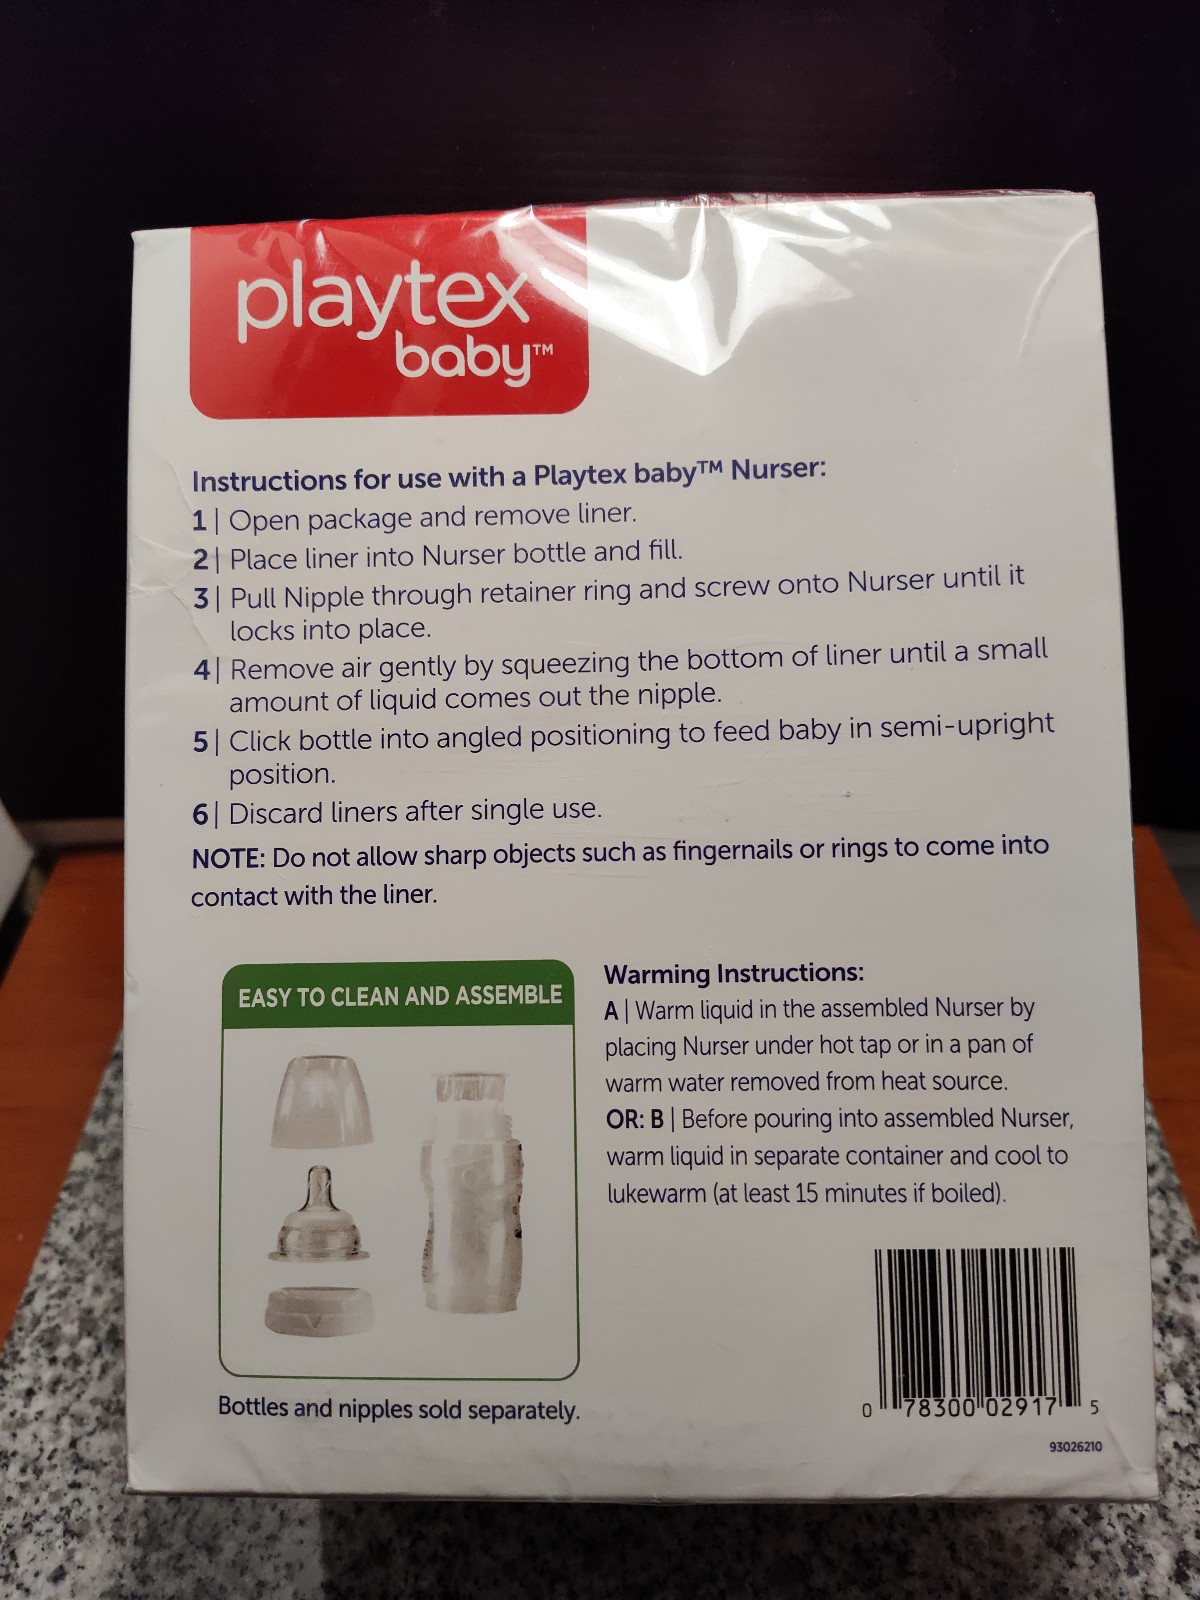 playtex
baby™
Instructions for use with a Playtex baby™ Nurser:
1| Open package and remove liner.
2| Place liner into Nurser bottle and fill.
3| Pull Nipple through retainer ring and screw onto Nurser until it
locks into place.
4| Remove air gently by squeezing the bottom of liner until a small
amount of liquid comes out the nipple.
5| Click bottle into angled positioning to feed baby in semi-upright
position.
6| Discard liners after single use.
NOTE: Do not allow sharp objects such as fingernails or rings to come into
contact with the liner.
EASY TO CLEAN AND ASSEMBLE
Bottles and nipples sold separately.
Warming Instructions:
A | Warm liquid in the assembled Nurser by
placing Nurser under hot tap or in a pan of
warm water removed from heat source.
OR: B | Before pouring into assembled Nurser,
warm liquid in separate container and cool to
lukewarm (at least 15 minutes if boiled).
0 78300 02917 5
93026210